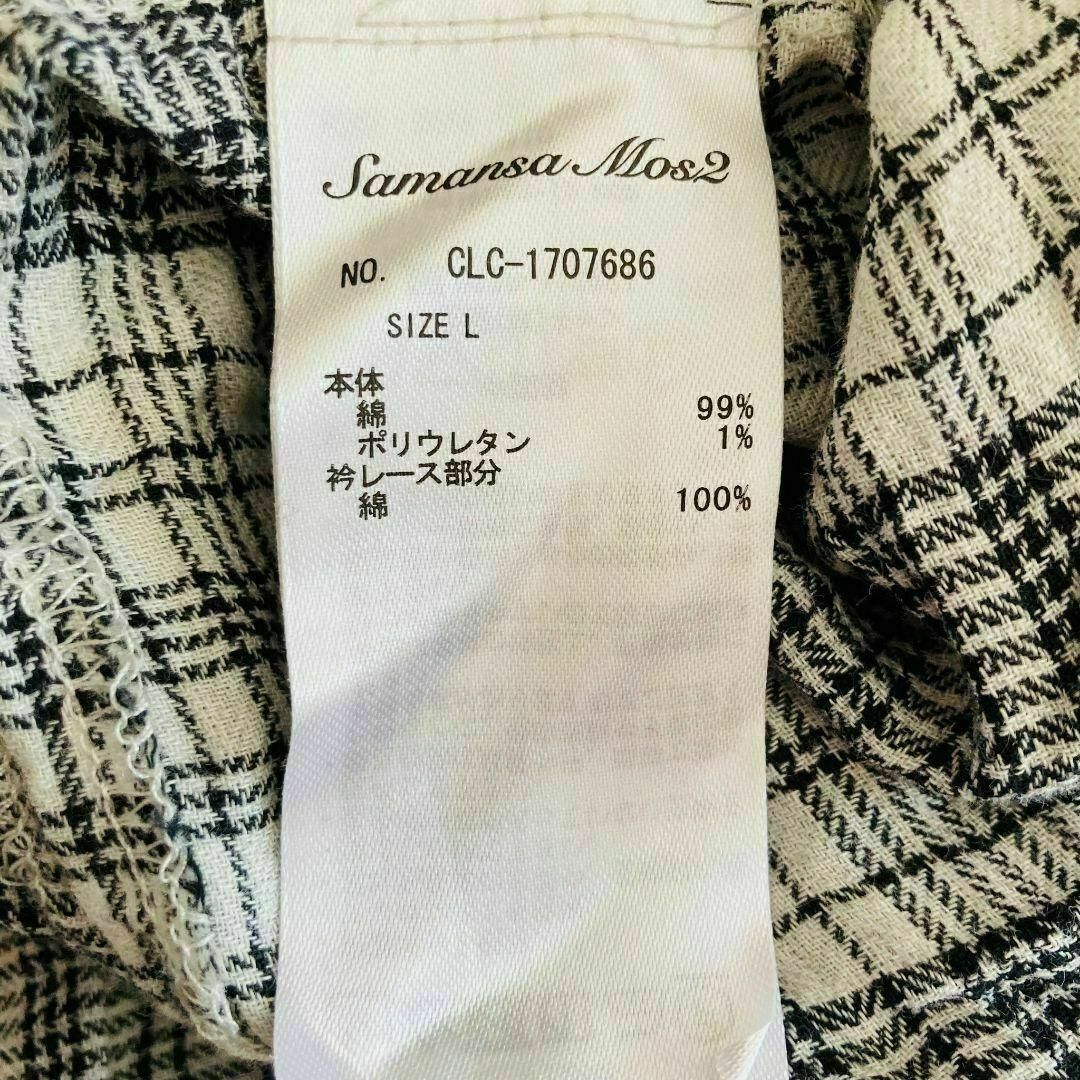 Samansa Mos2
NO. CLC-1707686
SIZE L
本体
綿 99%
ポリウレタン 1%
衿レース部分
綿 100%